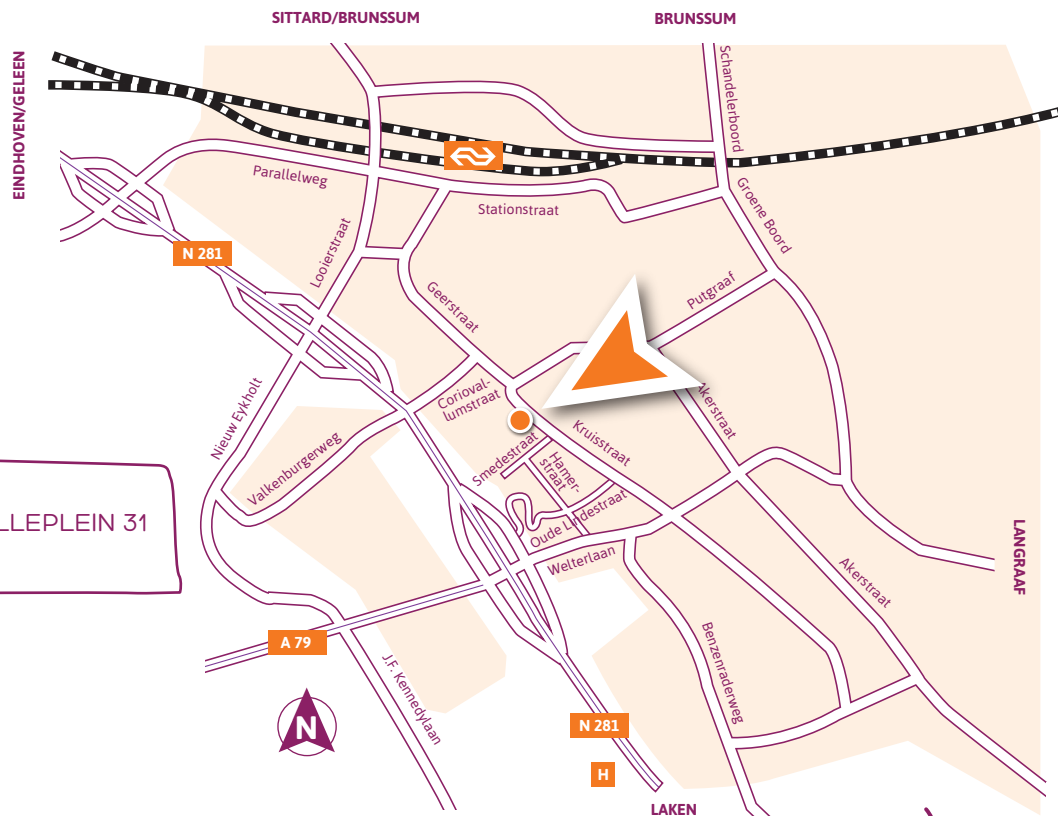 SITTARD/BRUNSSUM
BRUNSSUM
EINDHOVEN/GELEEN
Schandelerboord
Parallelweg
Stationstraat
Groene Boord
N 281
Looierstraat
Geerstraat
Putgraaf
Nieuw Eykholt
Corioval-
lumstraat
Akerstraat
Kruisstraat
Valkenburgerweg
Smedestraat
Hamer-
straat
LLEPLEIN 31
Oude Lindestraat
Welterlaan
LANGRAAF
Akerstraat
A 79
J.F. Kennedylaan
Benzenraderweg
N
N 281
H
LAKEN